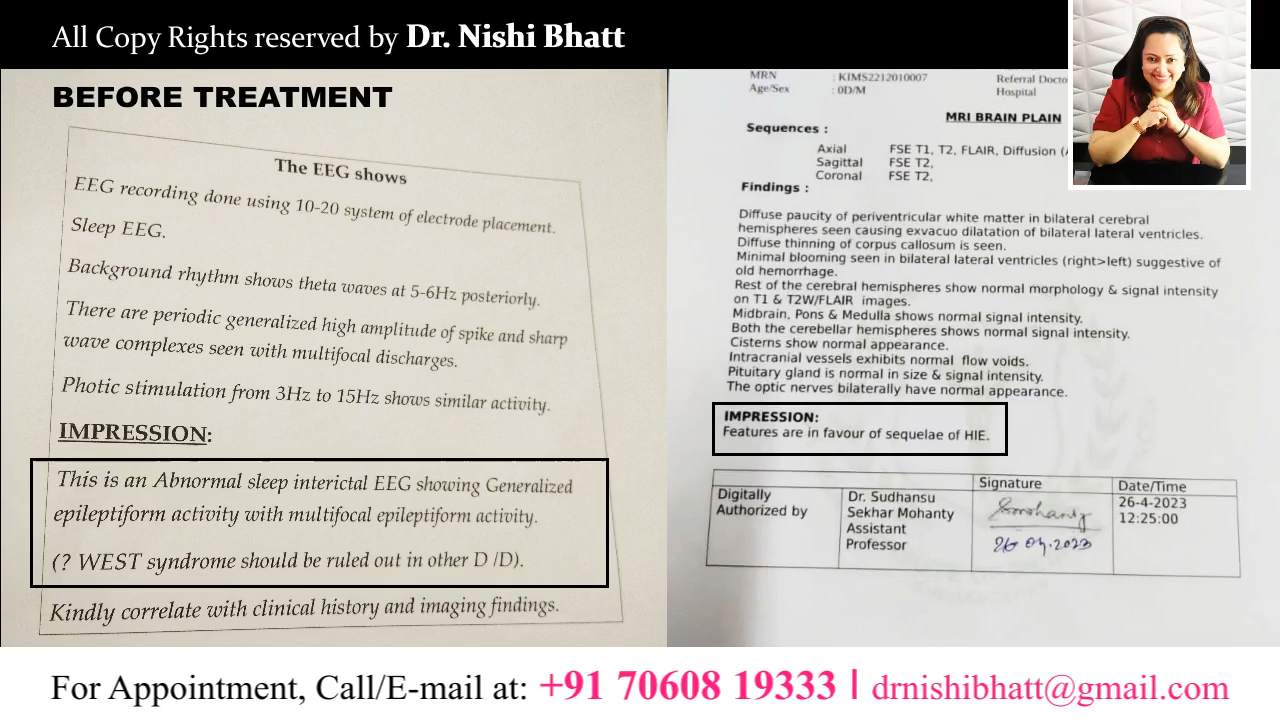 All Copy Rights reserved by Dr. Nishi Bhatt
BEFORE TREATMENT
The EEG shows
EEG recording done using 10-20 system of electrode placement.
Sleep EEG.
Background rhythm shows theta waves at 5-6Hz posteriorly.
There are periodic generalized high amplitude of spike and sharp
wave complexes seen with multifocal discharges.
Photic stimulation from 3Hz to 15Hz shows similar activity.
IMPRESSION:
This is an Abnormal sleep interictal EEG showing Generalized
epileptiform activity with multifocal epileptiform activity.
(? WEST syndrome should be ruled out in other D /D).
Kindly correlate with clinical history and imaging findings.
MRN : KIMS2212010007 Referral
Age/Sex : 0D/M Hospital
MRI BRAIN PLAIN
Sequences :
Axial FSE T1, T2, FLAIR, Diffusion
Sagittal FSE T2,
Coronal FSE T2,
Findings :
Diffuse paucity of periventricular white matter in bilateral cerebral
hemispheres seen causing exvacuo dilatation of bilateral lateral ventricles.
Diffuse thinning of corpus callosum is seen.
Minimal blooming seen in bilateral lateral ventricles (right>left) suggestive of
old hemorrhage.
Rest of the cerebral hemispheres show normal morphology & signal intensity
on T1 & T2W/FLAIR images.
Midbrain, Pons & Medulla shows normal signal intensity.
Both the cerebellar hemispheres shows normal signal intensity.
Cisterns show normal appearance.
Intracranial vessels exhibits normal flow voids.
Pituitary gland is normal in size & signal intensity.
The optic nerves bilaterally have normal appearance.
IMPRESSION:
Features are in favour of sequelae of HIE.
Signature Date/Time
Digitally Dr. Sudhansu 26-4-2023
Authorized by Sekhar Mohanty 12:25:00
Assistant
Professor 26 04.2023
For Appointment, Call/E-mail at: +91 70608 19333 | drnishibhatt@gmail.com